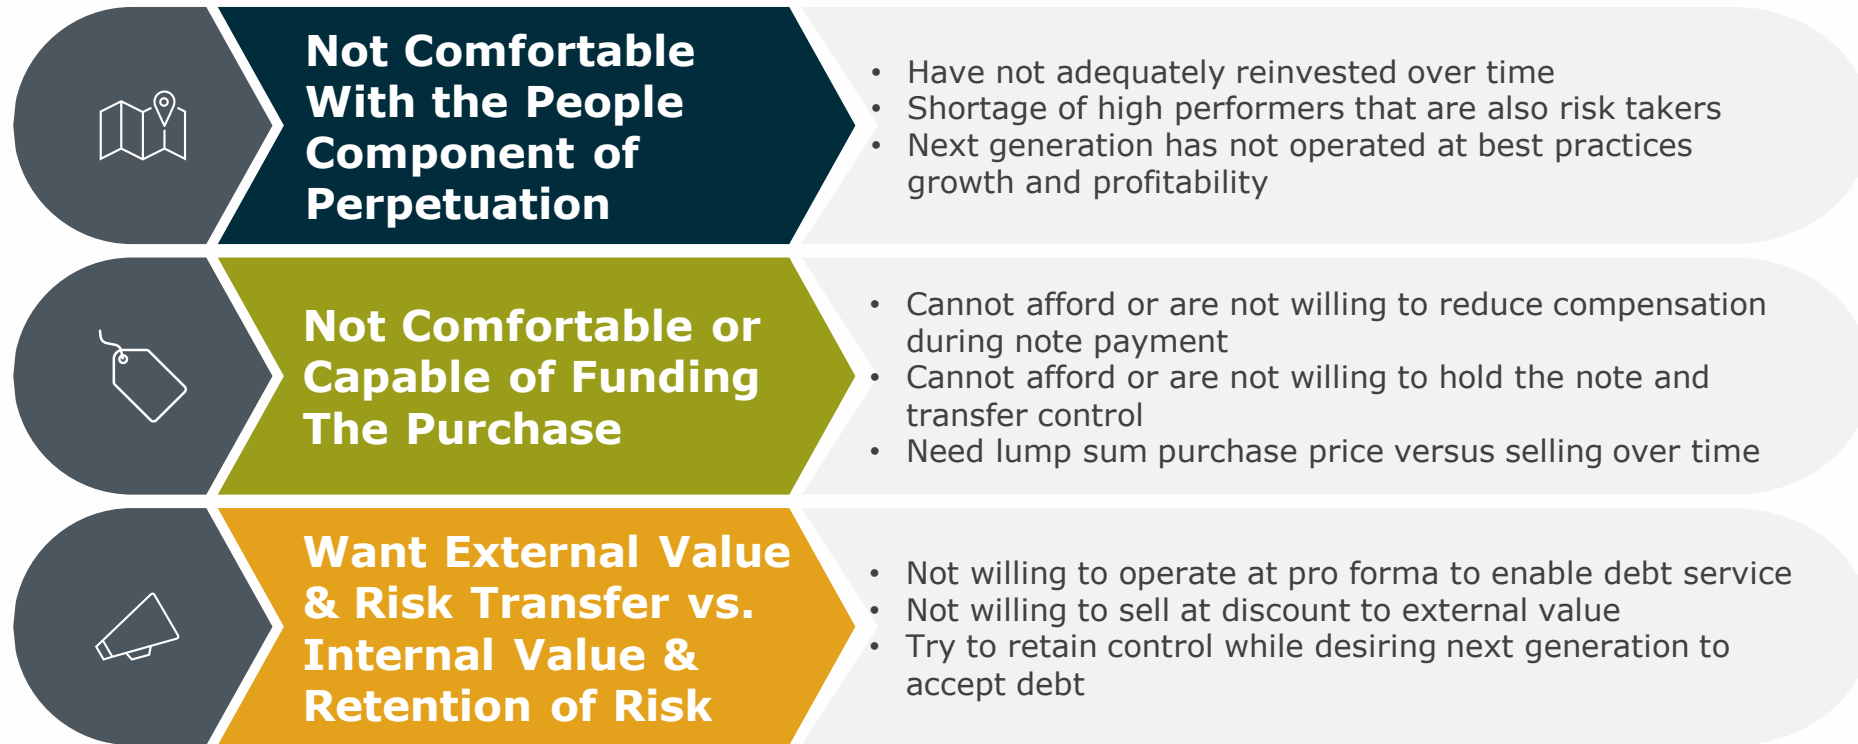 Not Comfortable
With the People
Component of
Perpetuation
• Have not adequately reinvested over time
• Shortage of high performers that are also risk takers
• Next generation has not operated at best practices
growth and profitability
Not Comfortable or
Capable of Funding
The Purchase
• Cannot afford or are not willing to reduce compensation
during note payment
• Cannot afford or are not willing to hold the note and
transfer control
• Need lump sum purchase price versus selling over time
Want External Value
& Risk Transfer vs.
Internal Value &
Retention of Risk
• Not willing to operate at pro forma to enable debt service
• Not willing to sell at discount to external value
• Try to retain control while desiring next generation to
accept debt